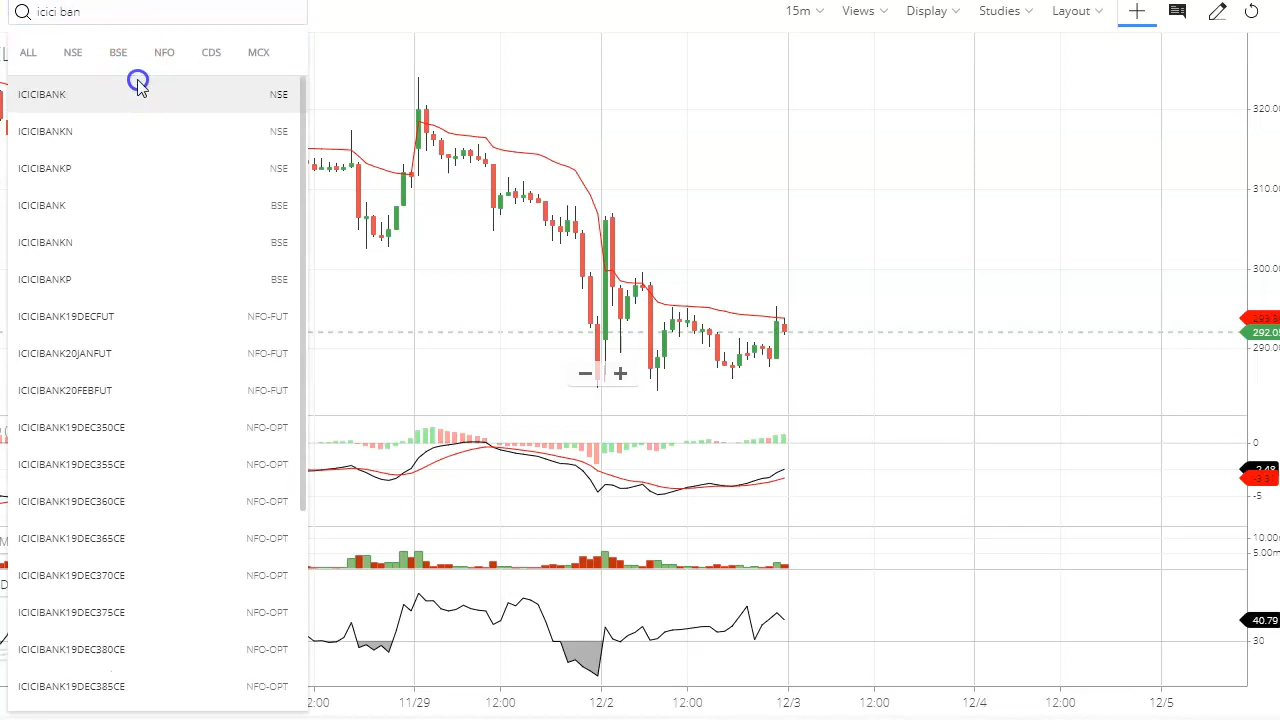 icici ban
15m Views Display Studies Layout
ALL NSE BSE NFO CDS MCX
ICICIBANK NSE
ICICIBANKN NSE
ICICIBANKP NSE
ICICIBANK BSE
ICICIBANKN BSE
ICICIBANKP BSE
ICICIBANK19DECFUT NFO-FUT
ICICIBANK20JANFUT NFO-FUT
ICICIBANK20FEBFUT NFO-FUT
ICICIBANK19DEC350CE NFO-OPT
ICICIBANK19DEC355CE NFO-OPT
ICICIBANK19DEC360CE NFO-OPT
ICICIBANK19DEC365CE NFO-OPT
ICICIBANK19DEC370CE NFO-OPT
ICICIBANK19DEC375CE NFO-OPT
ICICIBANK19DEC380CE NFO-OPT
ICICIBANK19DEC385CE NFO-OPT
320.00
310.00
300.00
292.05
290.00
0
-5
10.00
5.00m
40.79
30
2:00 11/29 12:00 12/2 12:00 12/3 12:00 12/4 12:00 12/5